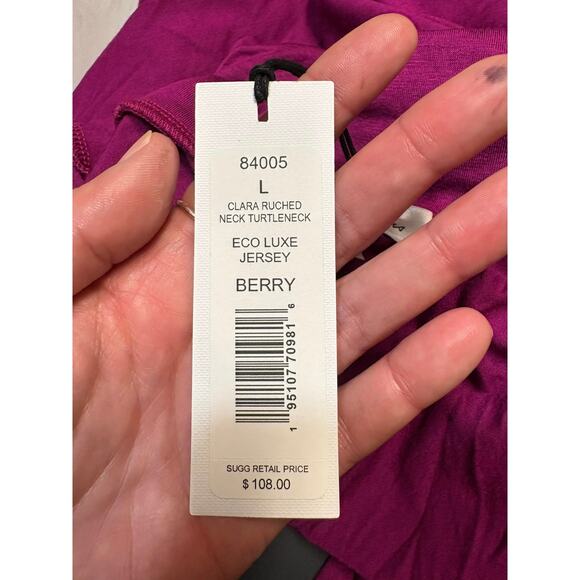 84005
L
CLARA RUCHED
NECK TURTLENECK
ECO LUXE
JERSEY
BERRY
1 95107 70981 6
SUGG RETAIL PRICE
$ 108.00